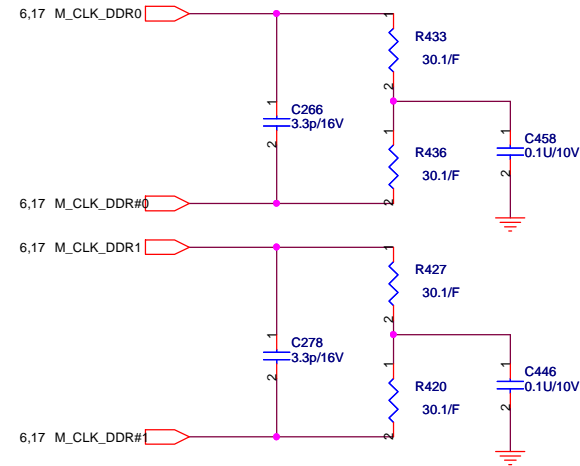 6,17 M_CLK_DDR0
1
R433
30.1/F
2
1
C266
3.3p/16V
2
1
R436
30.1/F
2
1
C458
0.1U/10V
2
6,17 M_CLK_DDR#0
6,17 M_CLK_DDR1
1
R427
30.1/F
2
1
C278
3.3p/16V
2
1
R420
30.1/F
2
1
C446
0.1U/10V
2
6,17 M_CLK_DDR#1